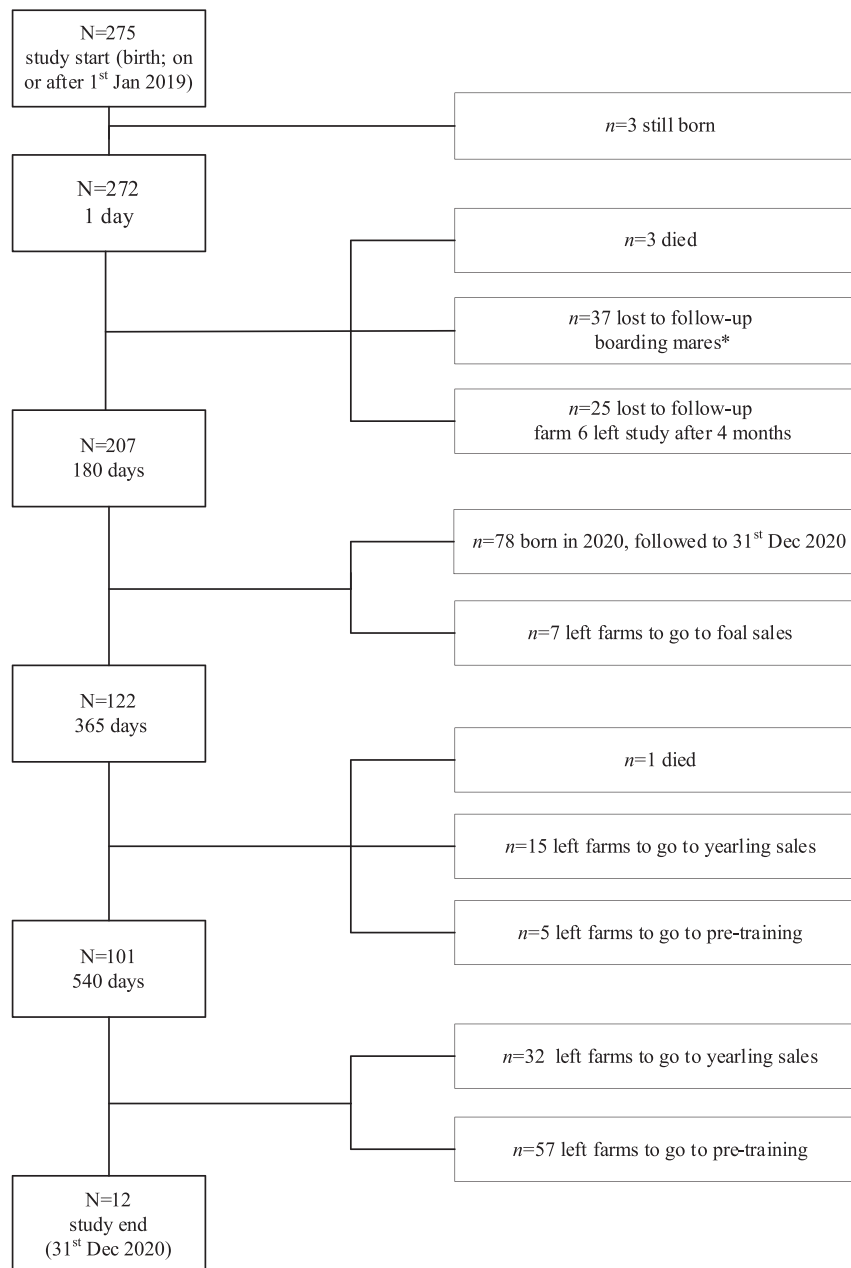 N=275
study start (birth; on
or after 1st Jan 2019)
n=3 still born
N=272
1 day
n=3 died
n=37 lost to follow-up
boarding mares*
n=25 lost to follow-up
farm 6 left study after 4 months
N=207
180 days
n=78 born in 2020, followed to 31st Dec 2020
n=7 left farms to go to foal sales
N=122
365 days
n=1 died
n=15 left farms to go to yearling sales
n=5 left farms to go to pre-training
N=101
540 days
n=32 left farms to go to yearling sales
n=57 left farms to go to pre-training
N=12
study end
(31st Dec 2020)